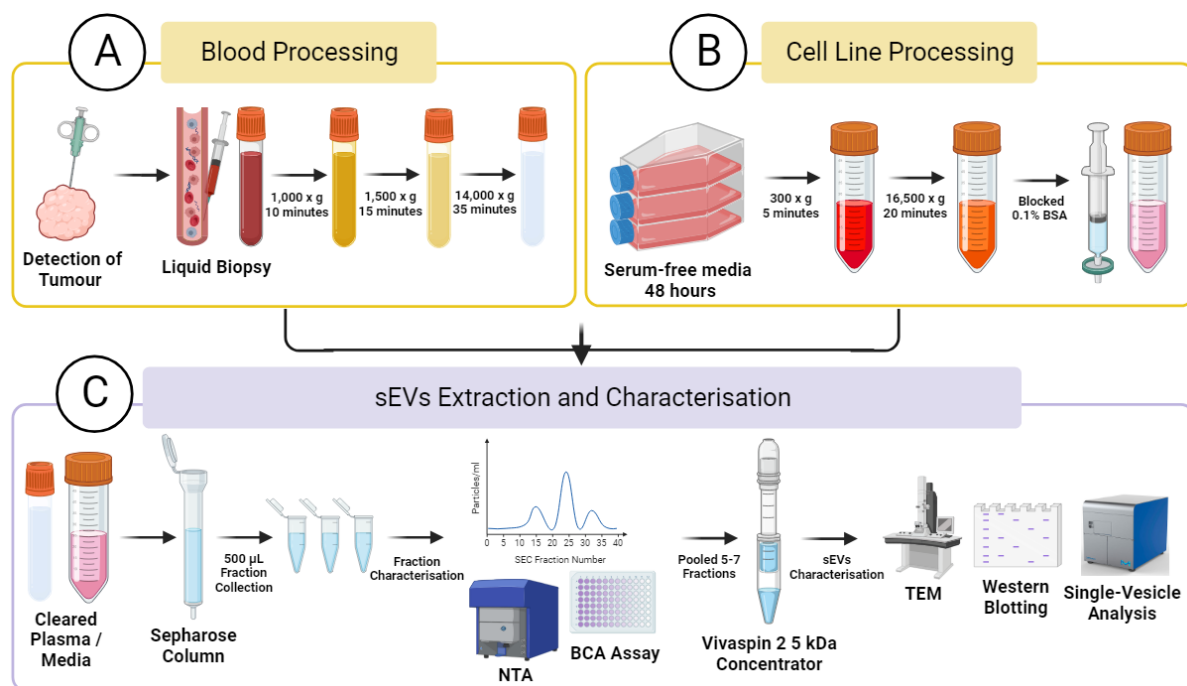 A
Blood Processing
Detection of
Tumour
Liquid Biopsy
1,000 x g
10 minutes
1,500 x g
15 minutes
14,000 x g
35 minutes
B
Cell Line Processing
Serum-free media
48 hours
300 x g
5 minutes
16,500 x g
20 minutes
Blocked
0.1% BSA
C
sEVs Extraction and Characterisation
Cleared
Plasma /
Media
Sepharose
Column
500 µL
Fraction
Collection
Fraction
Characterisation
Particles/ml
0 5 10 15 20 25 30 35 40
SEC Fraction Number
NTA
BCA Assay
Pooled 5-7
Fractions
Vivaspin 2 5 kDa
Concentrator
sEVs
Characterisation
TEM
Western
Blotting
Single-Vesicle
Analysis